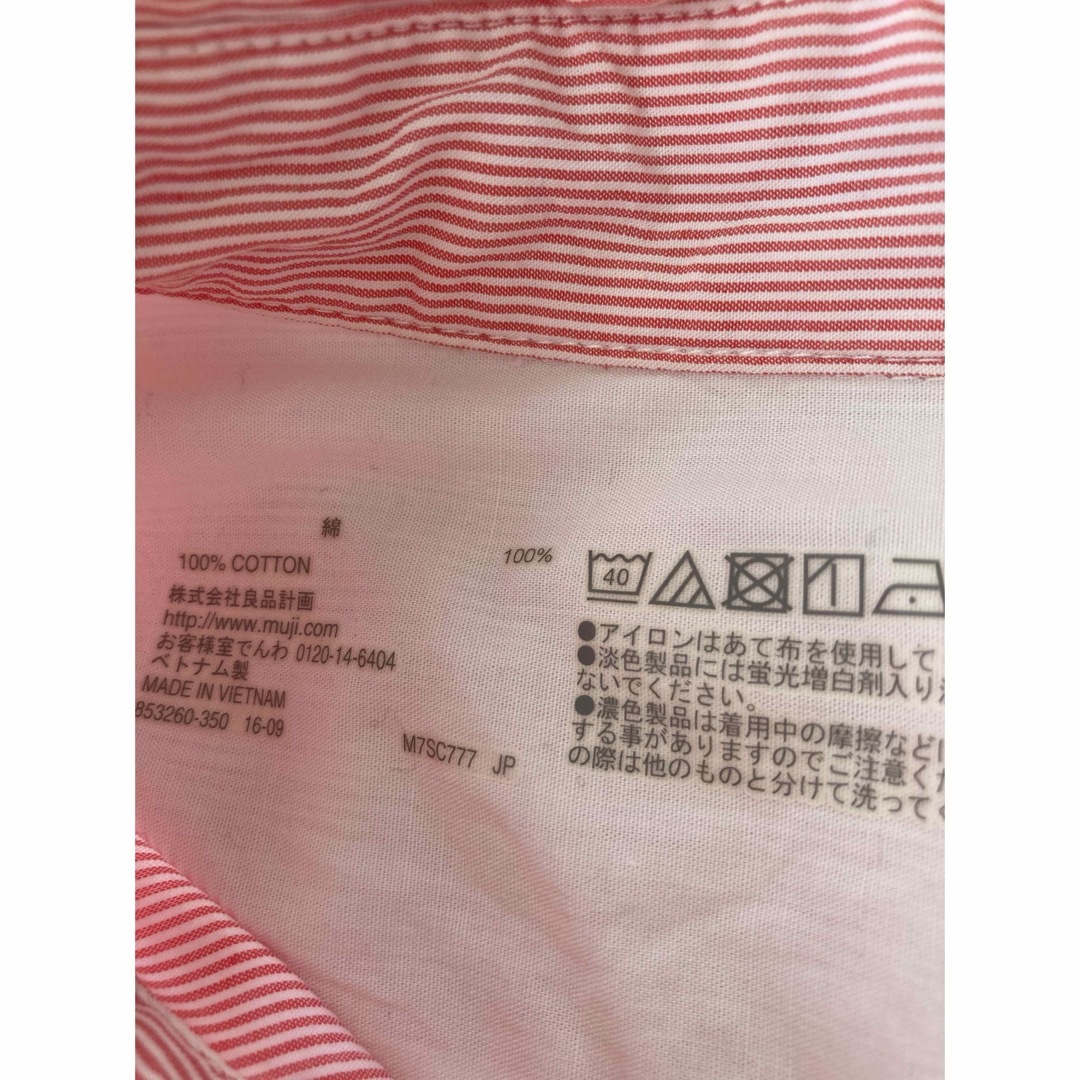 綿 100%
100% COTTON
株式会社良品計画
http://www.muji.com
お客様室でんわ 0120-14-6404
ベトナム製
MADE IN VIETNAM
853260-350 16-09
M7SC777 JP
40
●アイロンはあて布を使用して
●淡色製品には蛍光増白剤入り
ないでください。
●濃色製品は着用中の摩擦など
する事がありますのでご注意く
の際は他のものと分けて洗って